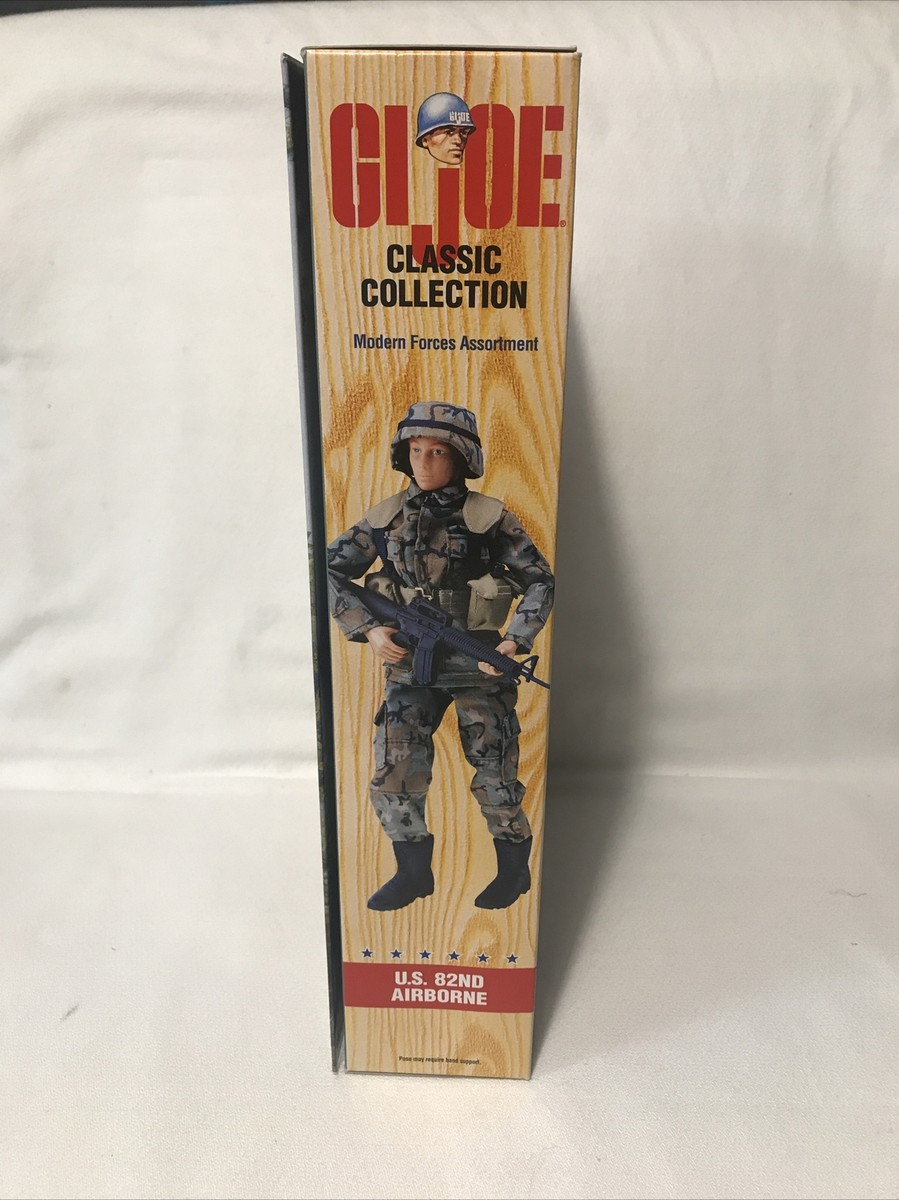 GI JOE®
GI JOE
CLASSIC
COLLECTION
Modern Forces Assortment
U.S. 82ND
AIRBORNE
Pose may require hand support.